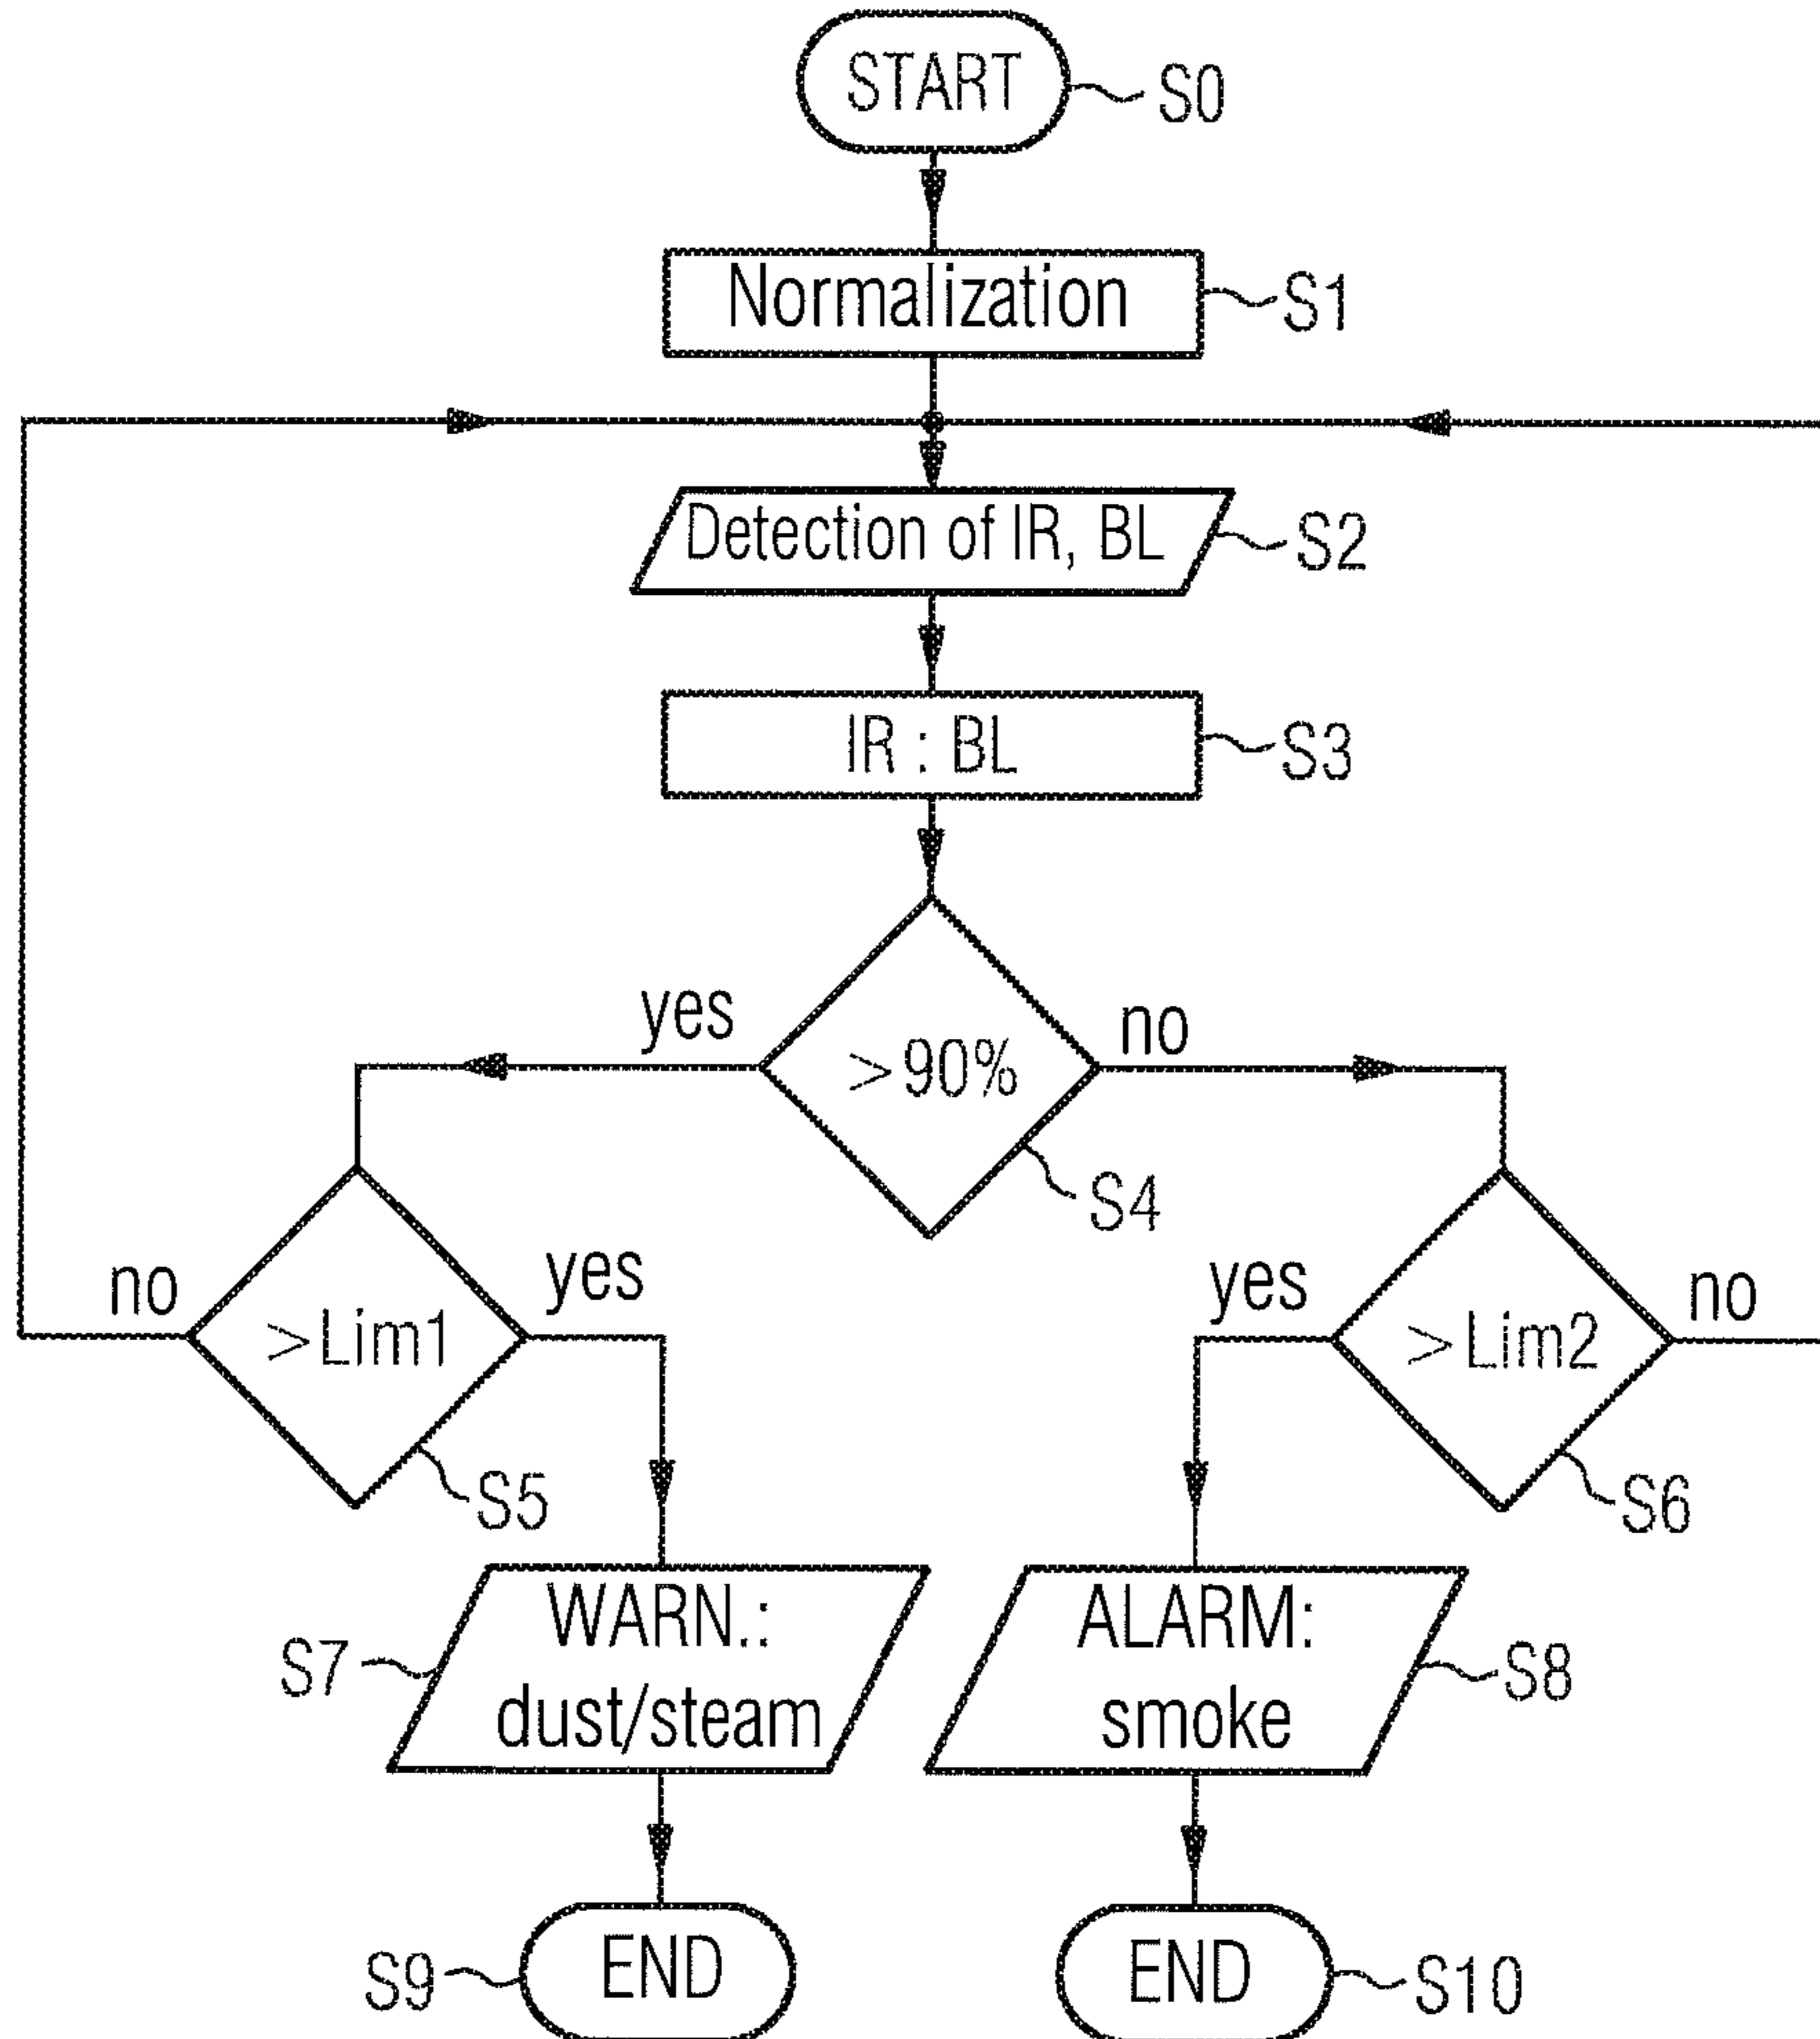 START
S0
Normalization
S1
Detection of IR, BL
S2
IR : BL
S3
yes
no
>90%
S4
no
yes
>Lim1
S5
yes
no
>Lim2
S6
WARN.:
dust/steam
S7
ALARM:
smoke
S8
END
S9
END
S10